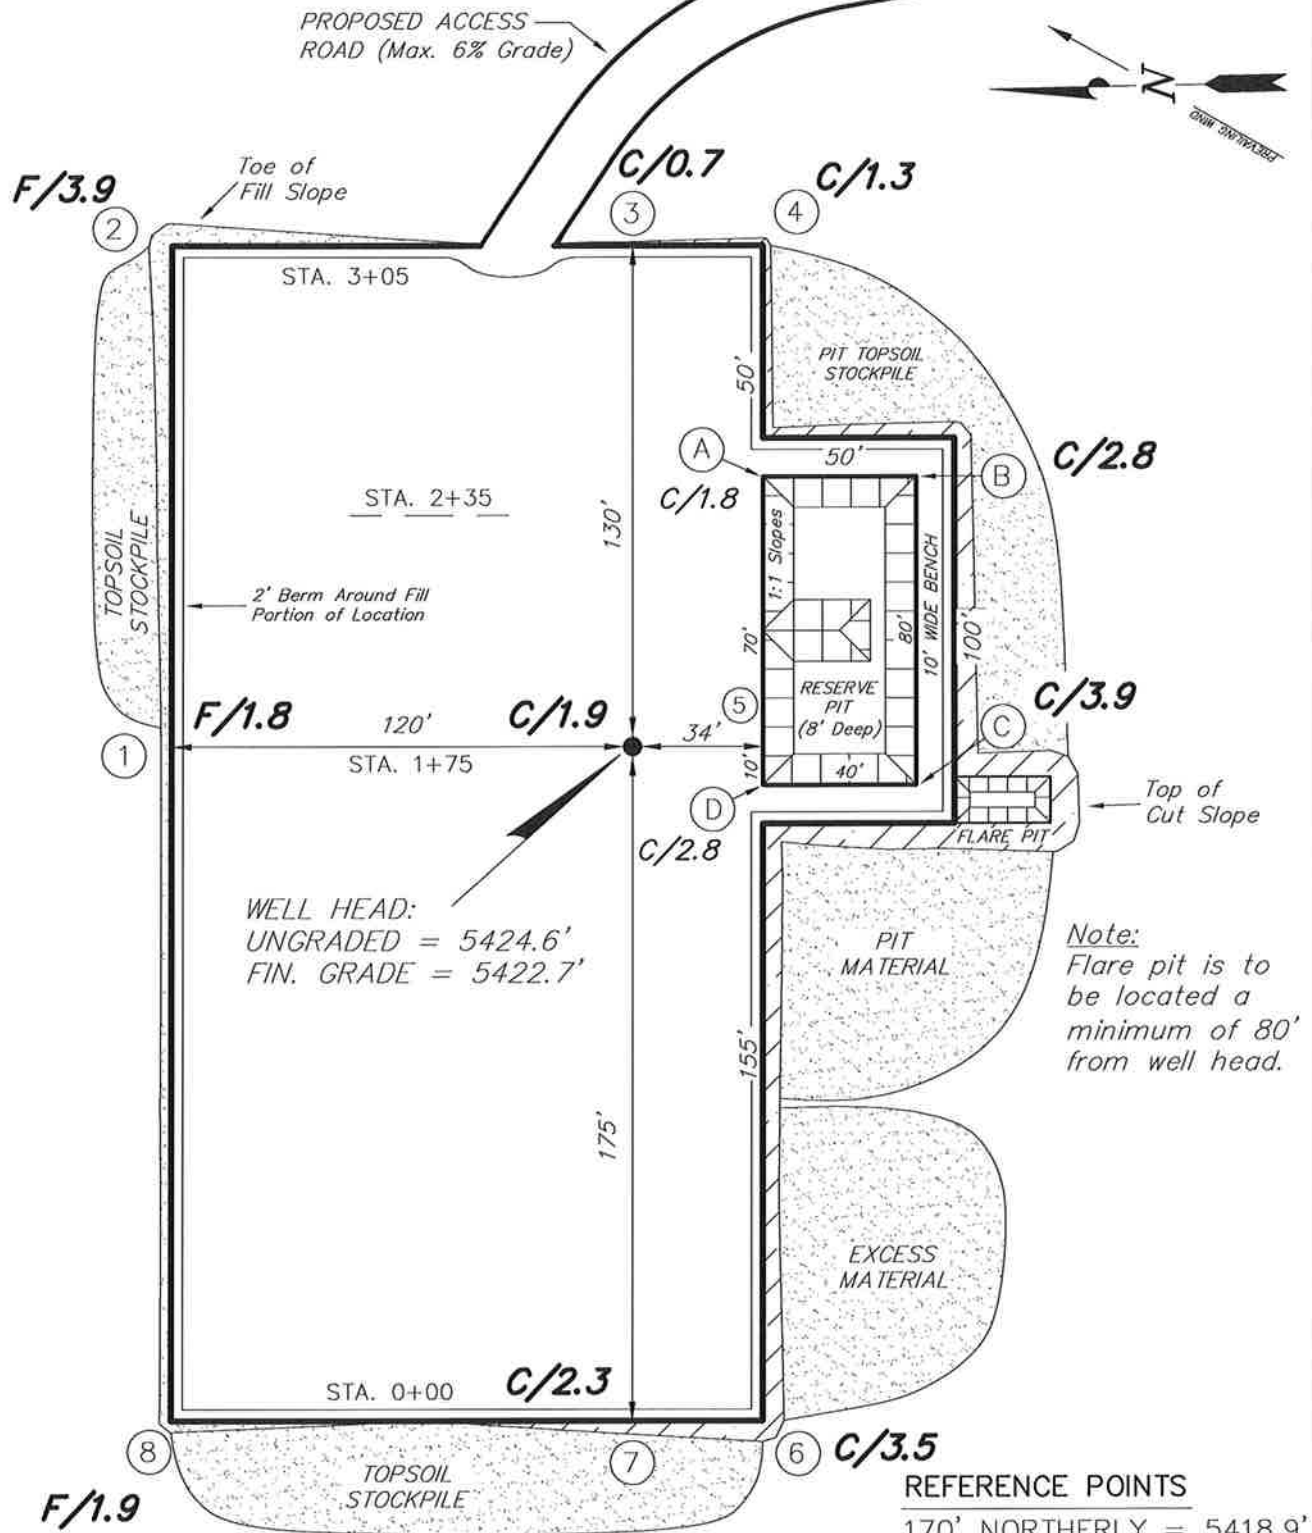 PROPOSED ACCESS
ROAD (Max. 6% Grade)
N
PREVAILING WIND
Toe of
Fill Slope
F/3.9
2
C/0.7
3
C/1.3
4
STA. 3+05
PIT TOPSOIL
STOCKPILE
50'
A
50'
B
C/2.8
C/1.8
STA. 2+35
130'
1:1 Slopes
TOPSOIL
STOCKPILE
2' Berm Around Fill
Portion of Location
70'
80'
10' WIDE BENCH
100'
RESERVE
PIT
(8' Deep)
5
C/3.9
C
F/1.8
120'
C/1.9
34'
1
STA. 1+75
10'
40'
D
Top of
Cut Slope
FLARE PIT
C/2.8
WELL HEAD:
UNGRADED = 5424.6'
FIN. GRADE = 5422.7'
PIT
MATERIAL
Note:
Flare pit is to
be located a
minimum of 80'
from well head.
155'
175'
EXCESS
MATERIAL
STA. 0+00
C/2.3
8
7
6
C/3.5
TOPSOIL
STOCKPILE
F/1.9
REFERENCE POINTS
170' NORTHERLY = 5418.9'